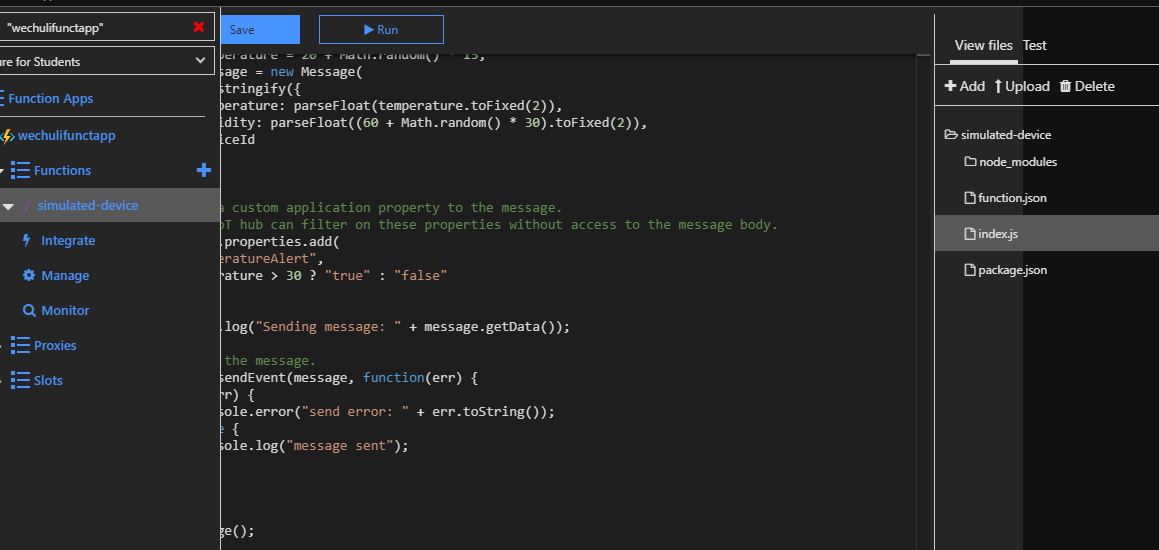 "wechulifunctapp"
ure for Students
Function Apps
wechulifunctapp
Functions
simulated-device
Integrate
Manage
Monitor
Proxies
Slots
Save
Run
erature = 20 + Math.random() * 15;
sage = new Message(
stringify({
perature: parseFloat(temperature.toFixed(2)),
idity: parseFloat((60 + Math.random() * 30).toFixed(2)),
iceId
a custom application property to the message.
oT hub can filter on these properties without access to the message body.
.properties.add(
eratureAlert",
rature > 30 ? "true" : "false"
.log("Sending message: " + message.getData());
the message.
sendEvent(message, function(err) {
rr) {
sole.error("send error: " + err.toString());
e {
sole.log("message sent");
ge();
View files
Test
Add
Upload
Delete
simulated-device
node_modules
function.json
index.js
package.json